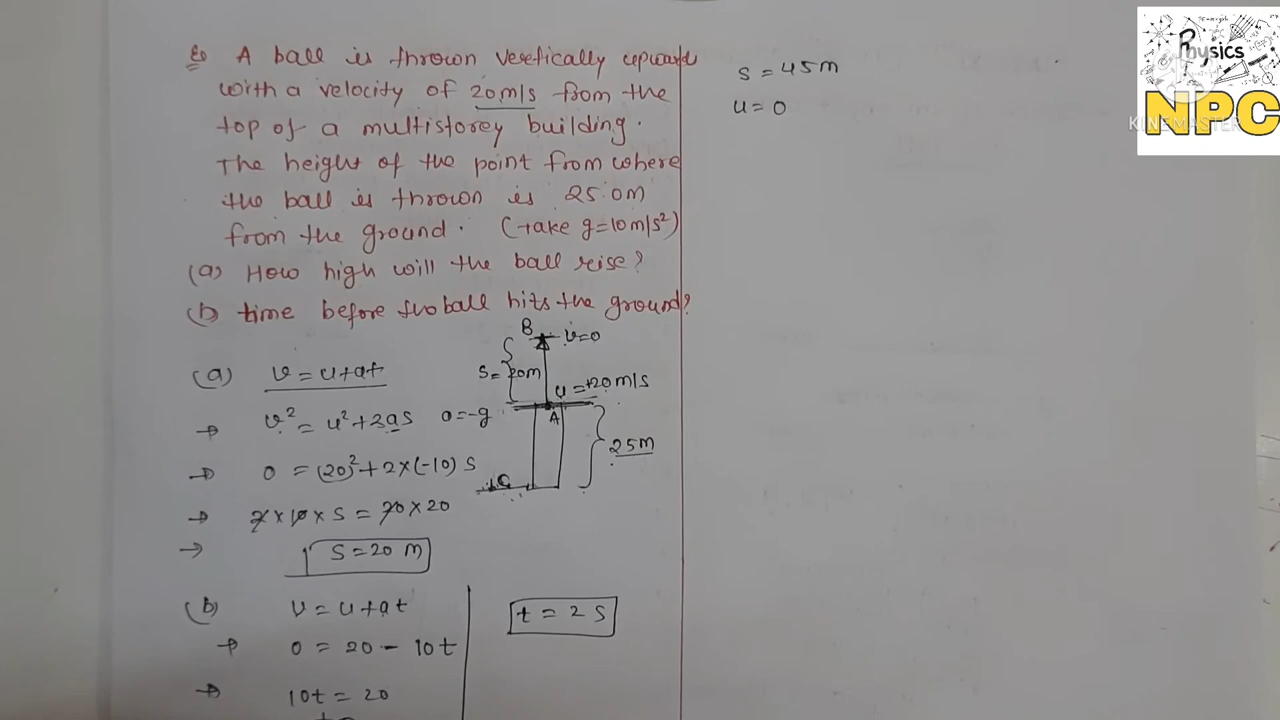 Ex A ball is thrown vertically upward
with a velocity of 20m/s from the
top of a multistorey building.
The height of the point from where
the ball is thrown is 25.0m
from the ground. (take g=10m/s²)
(a) How high will the ball rise?
(b) time before the ball hits the ground?
(a) v = u+at
→ v² = u²+2as a=-g
→ 0 = (20)²+2×(-10) S
→ 2×10×S = 20×20
→ S=20 M
B v=0
S=20m
u=+20m/s
A
25m
C
(b) v = u+at
→ 0 = 20 - 10t
→ 10t = 20
t = 2 S
s = 45m
u=0
Physics
NPC
KINEMASTER